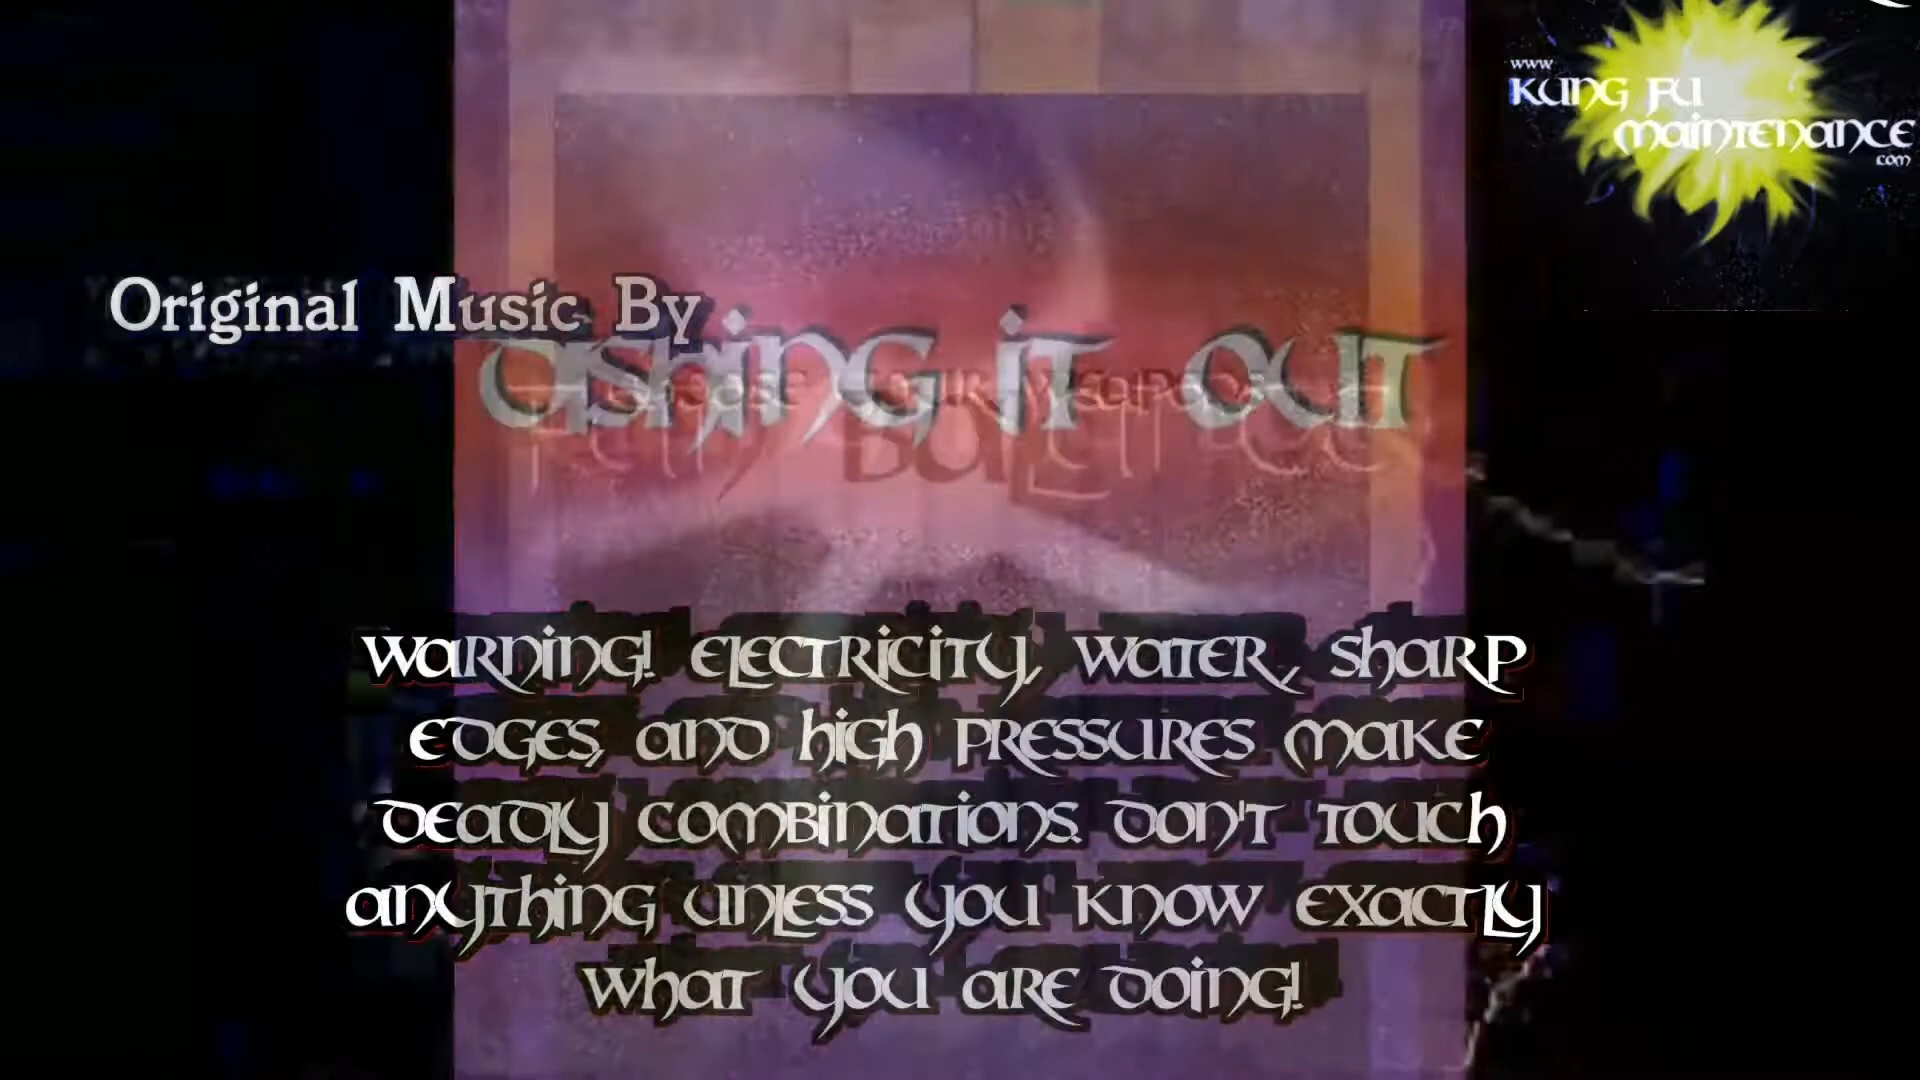 www
KUNG FU
MAINTENANCE
.com
Original Music By
DISHING IT OUT
WARNING! ELECTRICITY, WATER, SHARP
EDGES, AND HIGH PRESSURES MAKE
DEADLY COMBINATIONS. DON'T TOUCH
ANYTHING UNLESS YOU KNOW EXACTLY
WHAT YOU ARE DOING!